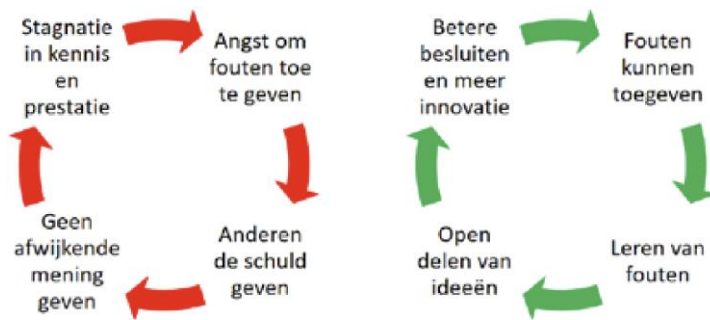 Stagnatie
in kennis
en
prestatie
Angst om
fouten toe
te geven
Anderen
de schuld
geven
Geen
afwijkende
mening
geven
Betere
besluiten
en meer
innovatie
Fouten
kunnen
toegeven
Leren van
fouten
Open
delen van
ideeën